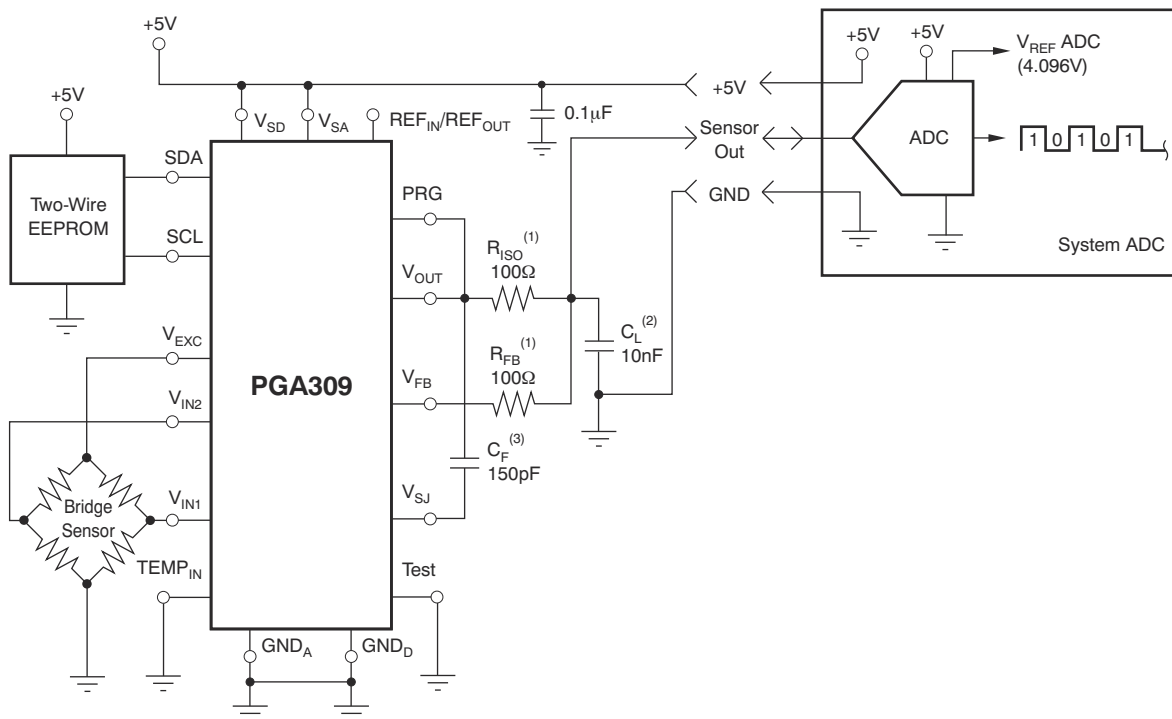 +5V
+5V
+5V
+5V
V_REF ADC
(4.096V)
+5V
0.1μF
V_SD
V_SA
REF_IN/REF_OUT
Sensor
Out
ADC
1 0 1 0 1
SDA
Two-Wire
EEPROM
SCL
PRG
GND
System ADC
R_ISO^(1)
100Ω
V_OUT
V_EXC
C_L^(2)
10nF
R_FB^(1)
100Ω
PGA309
V_FB
V_IN2
C_F^(3)
150pF
V_IN1
V_SJ
Bridge
Sensor
TEMP_IN
Test
GND_A
GND_D